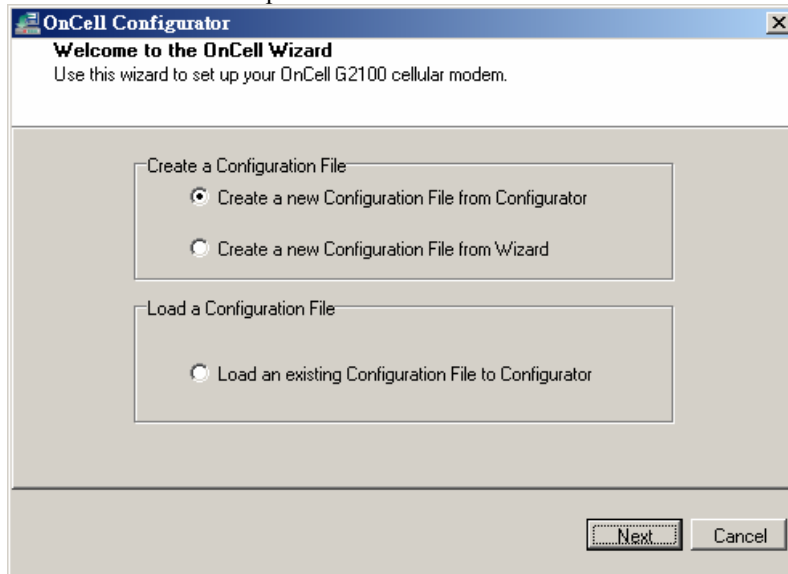 OnCell Configurator
Welcome to the OnCell Wizard
Use this wizard to set up your OnCell G2100 cellular modem.
Create a Configuration File
Create a new Configuration File from Configurator
Create a new Configuration File from Wizard
Load a Configuration File
Load an existing Configuration File to Configurator
Next Cancel